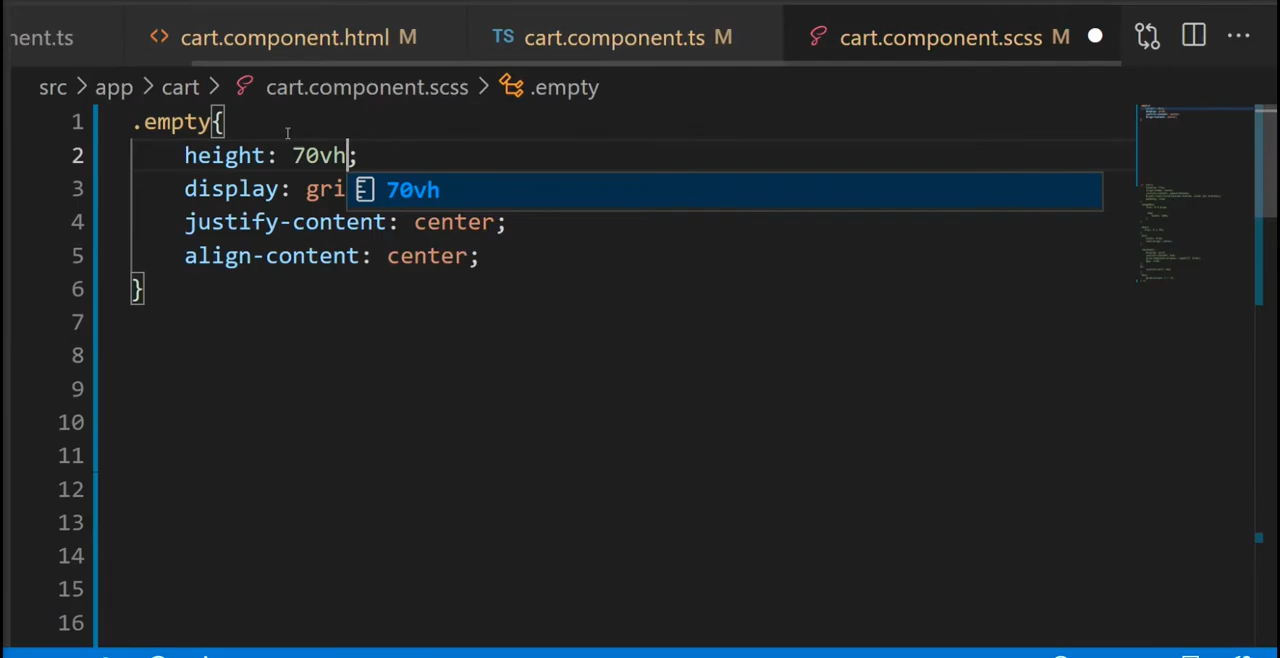 nent.ts
cart.component.html M
TS cart.component.ts M
cart.component.scss M
src > app > cart > cart.component.scss > .empty
1 .empty{
2 height: 70vh;
3 display: gri
70vh
4 justify-content: center;
5 align-content: center;
6 }
7
8
9
10
11
12
13
14
15
16